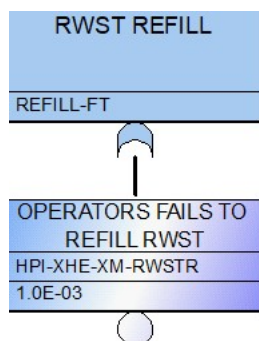 RWST REFILL
REFILL-FT
OPERATORS FAILS TO
REFILL RWST
HPI-XHE-XM-RWSTR
1.0E-03